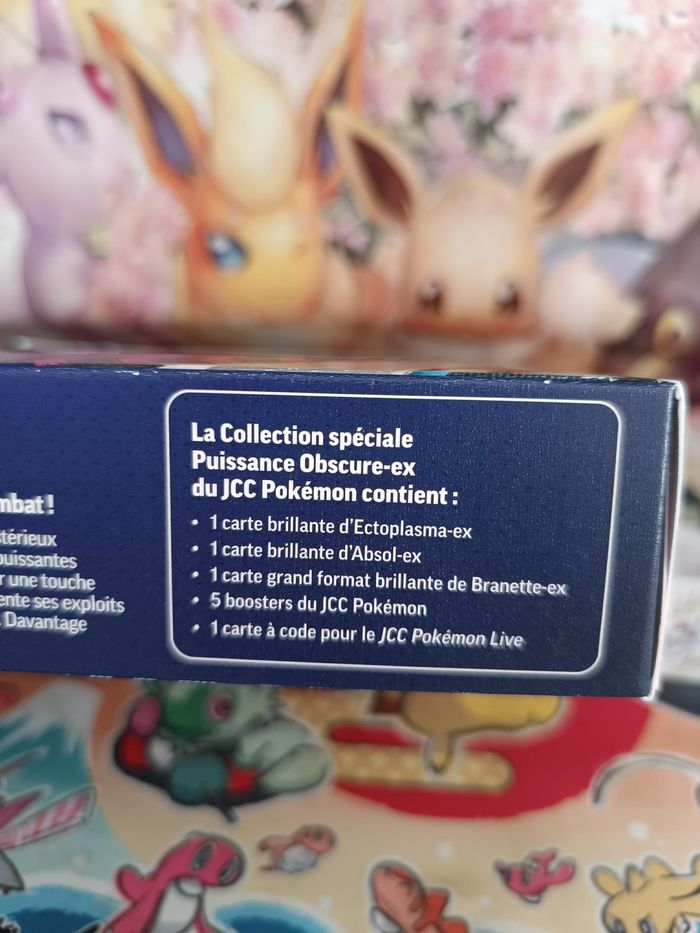 mbat !
stérieux
puissantes
r une touche
ente ses exploits
. Davantage
La Collection spéciale
Puissance Obscure-ex
du JCC Pokémon contient :
• 1 carte brillante d'Ectoplasma-ex
• 1 carte brillante d'Absol-ex
• 1 carte grand format brillante de Branette-ex
• 5 boosters du JCC Pokémon
• 1 carte à code pour le JCC Pokémon Live